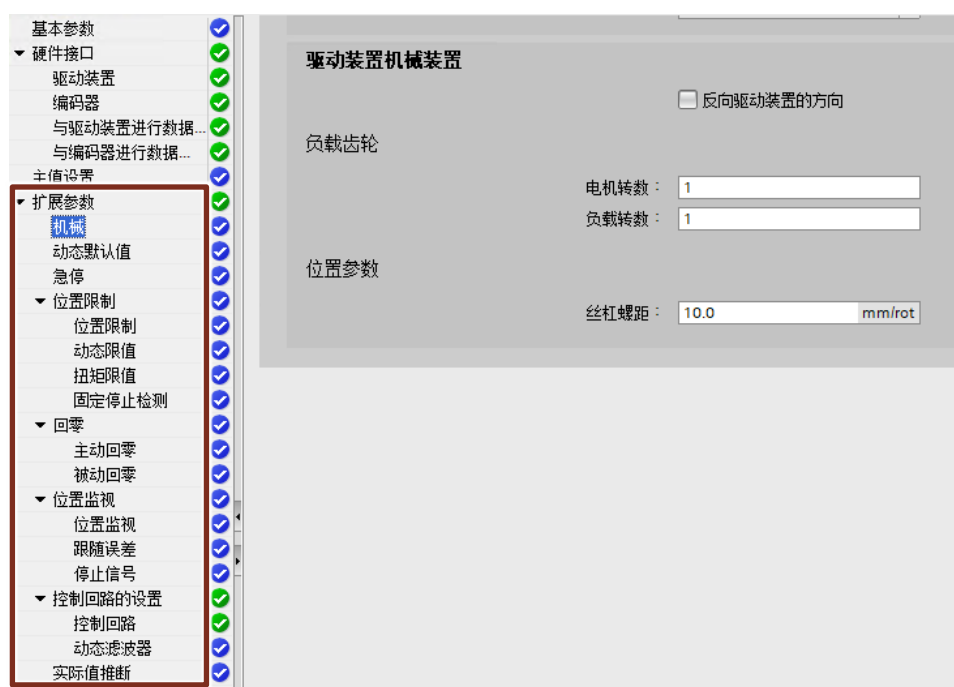 基本参数
硬件接口
驱动装置
编码器
与驱动装置进行数据...
与编码器进行数据...
主值设置
扩展参数
机械
动态默认值
急停
位置限制
位置限制
动态限值
扭矩限值
固定停止检测
回零
主动回零
被动回零
位置监视
位置监视
跟随误差
停止信号
控制回路的设置
控制回路
动态滤波器
实际值推断
驱动装置机械装置
反向驱动装置的方向
负载齿轮
电机转数： 1
负载转数： 1
位置参数
丝杠螺距： 10.0 mm/rot